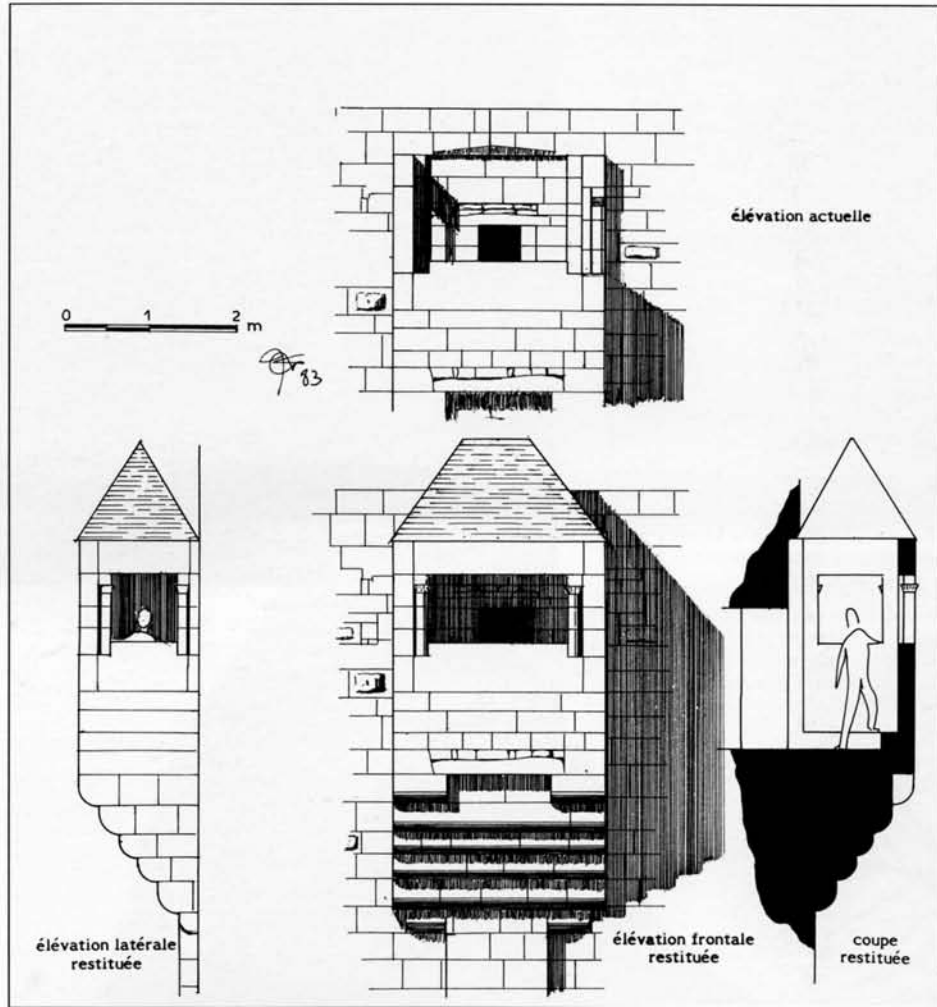 élévation actuelle
0 1 2 m
83
élévation latérale
restituée
élévation frontale
restituée
coupe
restituée